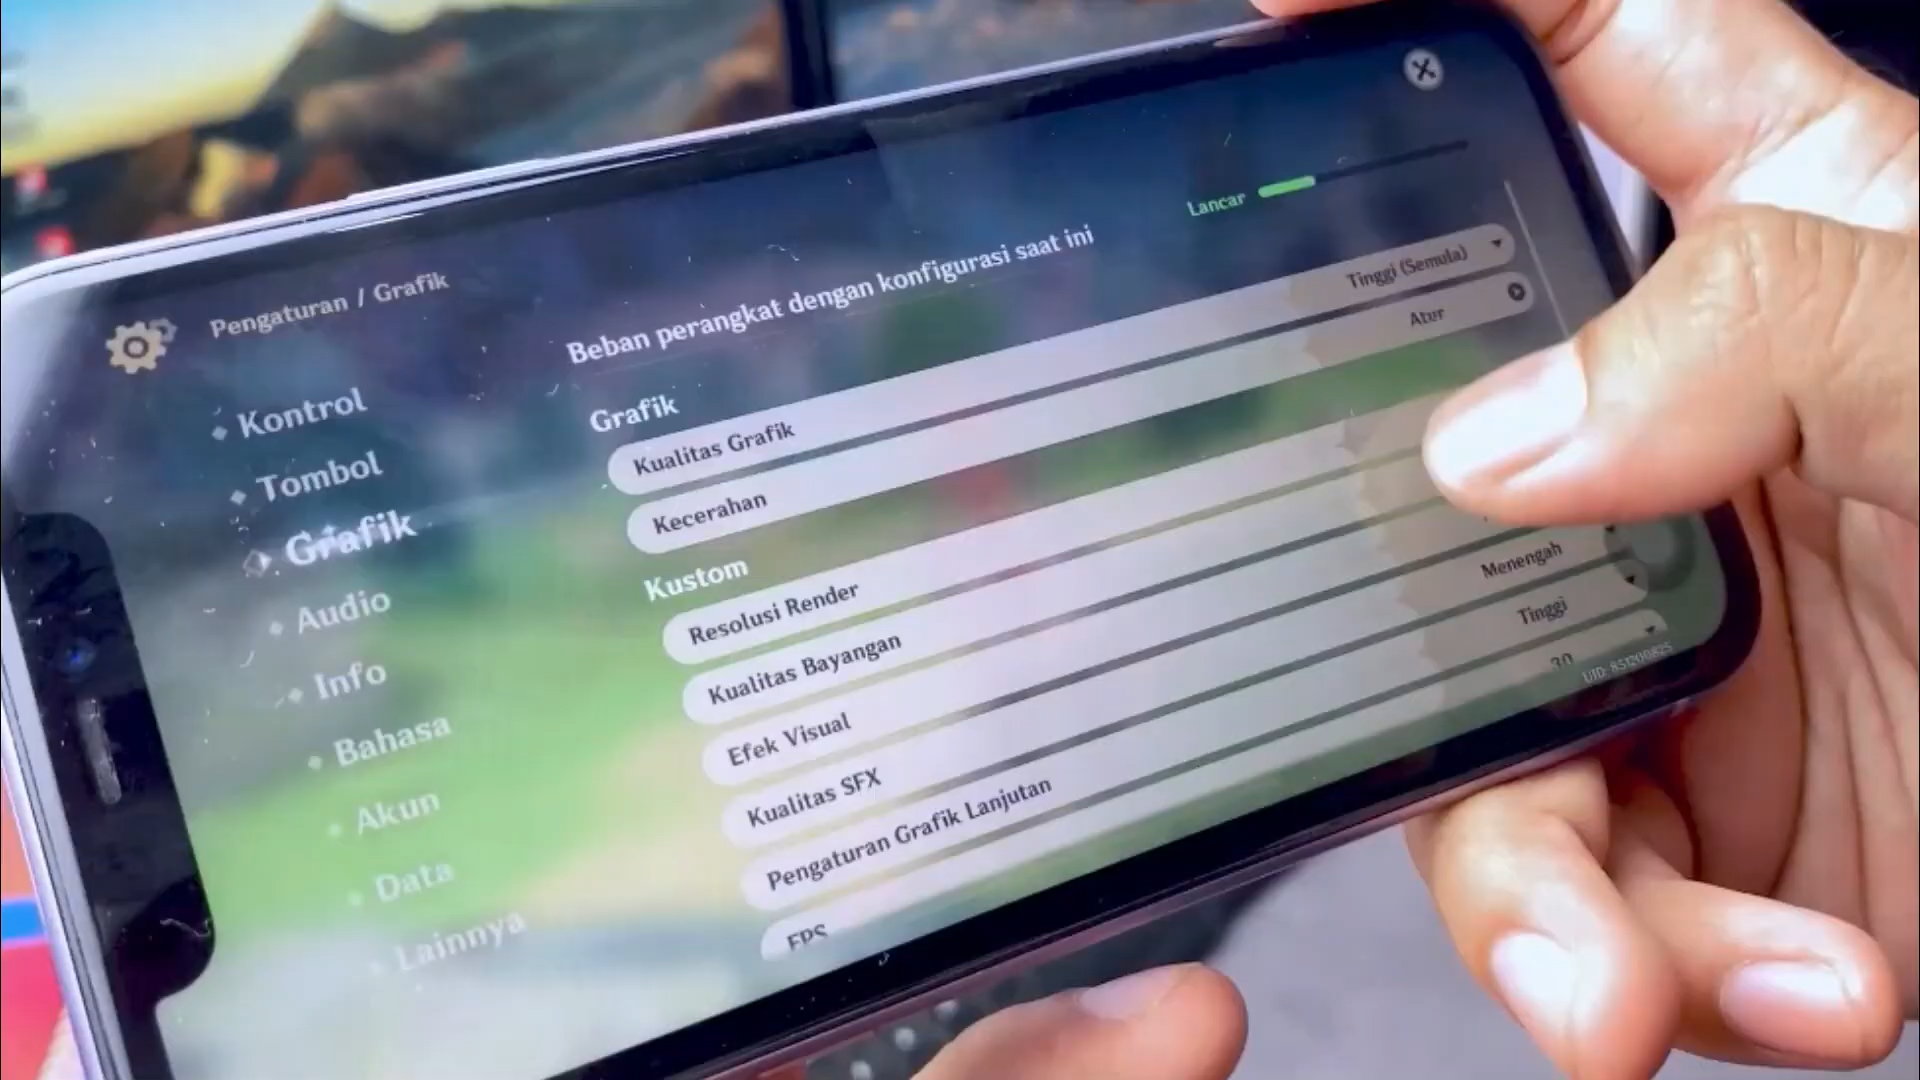 Pengaturan / Grafik
Kontrol
Tombol
Grafik
Audio
Info
Bahasa
Akun
Data
Lainnya
Beban perangkat dengan konfigurasi saat ini
Lancar
Grafik
Kualitas Grafik
Tinggi (Semula)
Kecerahan
Atur
Kustom
Resolusi Render
Kualitas Bayangan
Efek Visual
Kualitas SFX
Menengah
Pengaturan Grafik Lanjutan
Tinggi
FPS
30
UID: 851200825